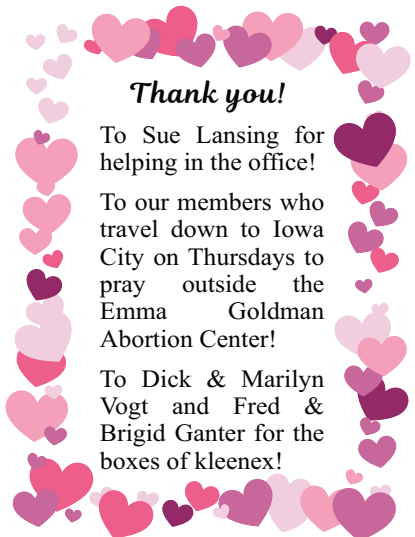 Thank you!
To Sue Lansing for
helping in the office!
To our members who
travel down to Iowa
City on Thursdays to
pray outside the
Emma Goldman
Abortion Center!
To Dick & Marilyn
Vogt and Fred &
Brigid Ganter for the
boxes of kleenex!